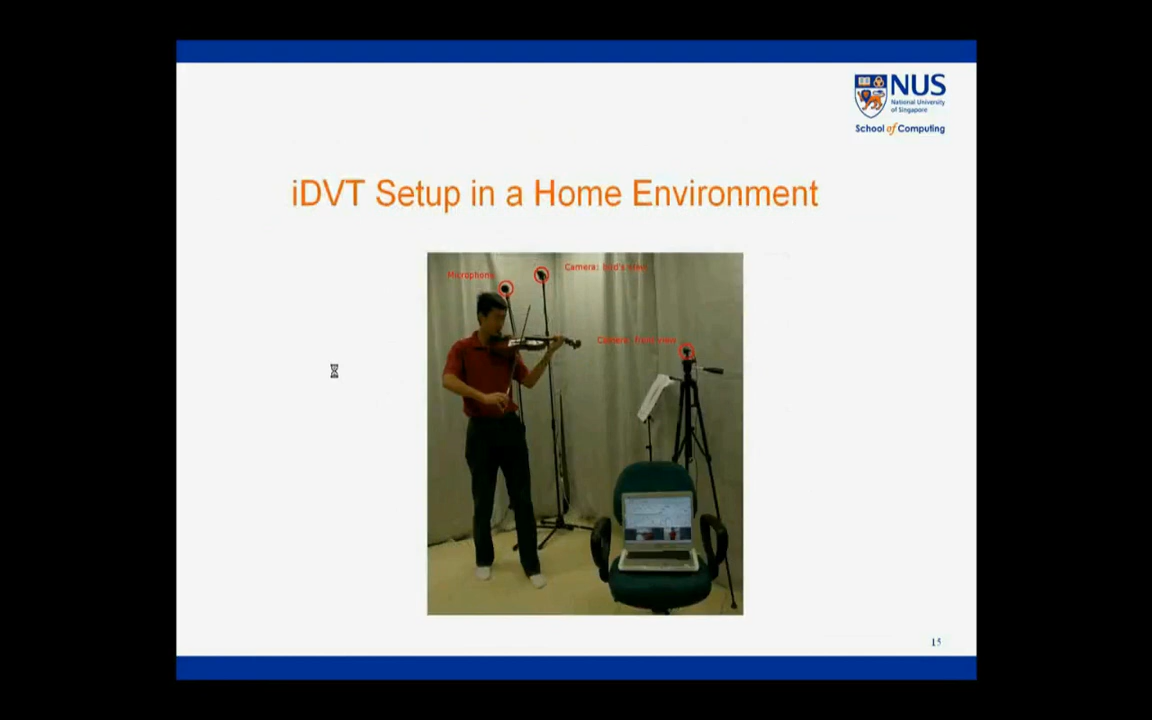 NUS
National University
of Singapore
School of Computing
iDVT Setup in a Home Environment
Microphone
Camera: bird's view
Camera: front view
15